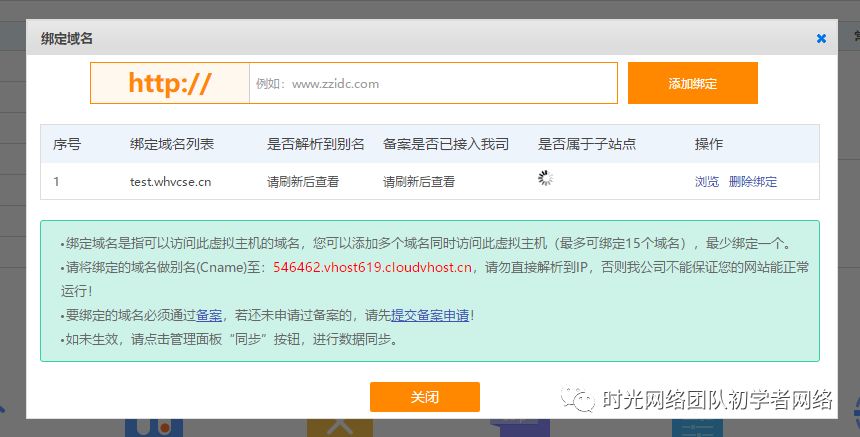 绑定域名
http://
例如：www.zzidc.com
添加绑定
序号 绑定域名列表 是否解析到别名 备案是否已接入我司 是否属于子站点 操作
1 test.whvcse.cn 请刷新后查看 请刷新后查看 浏览 删除绑定
•绑定域名是指可以访问此虚拟主机的域名，您可以添加多个域名同时访问此虚拟主机（最多可绑定15个域名），最少绑定一个。
•请将绑定的域名做别名(Cname)至：546462.vhost619.cloudvhost.cn，请勿直接解析到IP，否则我公司不能保证您的网站能正常
运行！
•要绑定的域名必须通过备案，若还未申请过备案的，请先提交备案申请！
•如未生效，请点击管理面板“同步”按钮，进行数据同步。
关闭
时光网络团队初学者网络